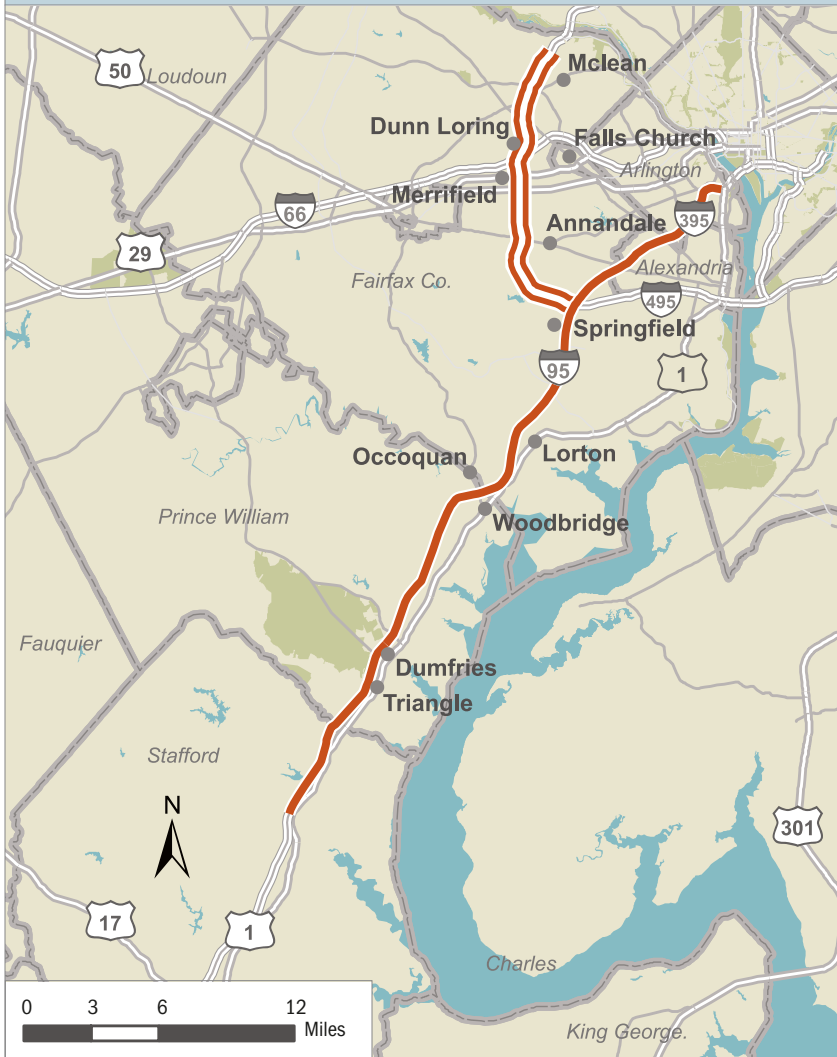 50
Loudoun
Mclean
Dunn Loring
Falls Church
Arlington
Merrifield
66
395
29
Annandale
Alexandria
Fairfax Co.
495
Springfield
95
1
Occoquan
Lorton
Prince William
Woodbridge
Fauquier
Dumfries
Triangle
Stafford
N
301
17
1
Charles
0 3 6 12
Miles
King George.